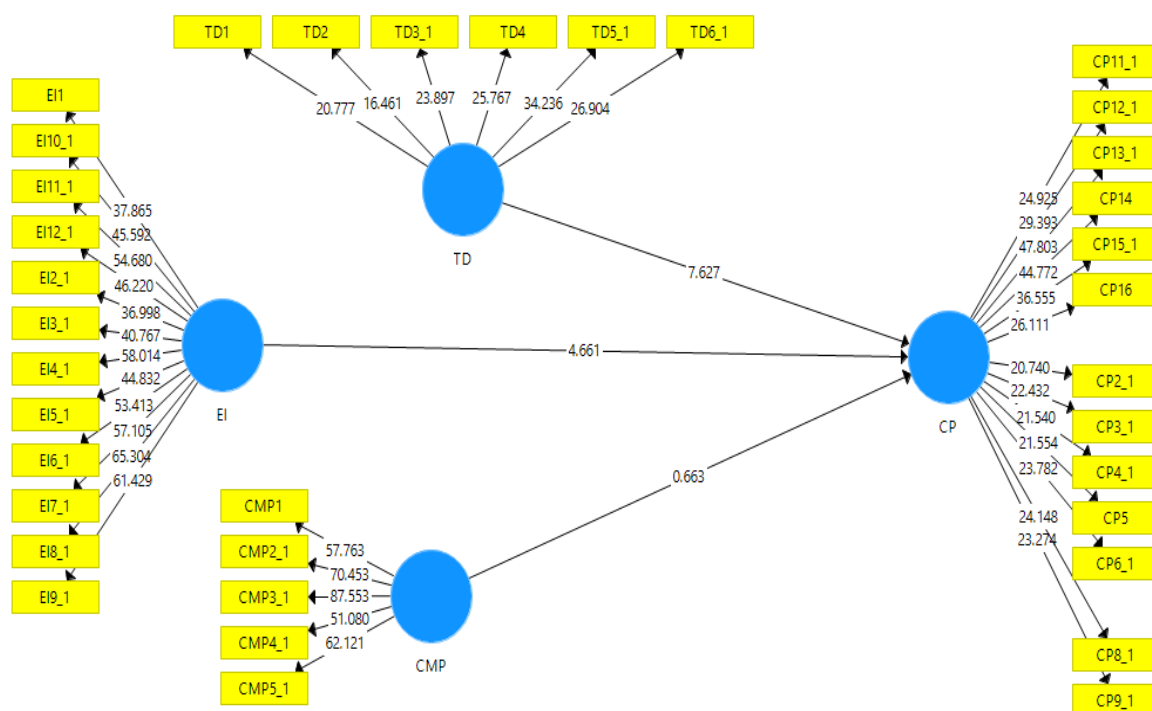 TD1 TD2 TD3_1 TD4 TD5_1 TD6_1
20.777 16.461 23.897 25.767 34.236 26.904
TD
EI1
EI10_1
EI11_1
EI12_1
EI2_1
EI3_1
EI4_1
EI5_1
EI6_1
EI7_1
EI8_1
EI9_1
37.865
45.592
54.680
46.220
36.998
40.767
58.014
44.832
53.413
57.105
65.304
61.429
EI
7.627
4.661
0.663
CMP1
CMP2_1
CMP3_1
CMP4_1
CMP5_1
57.763
70.453
87.553
51.080
62.121
CMP
CP
24.925
29.393
47.803
44.772
36.555
26.111
20.740
22.432
21.540
21.554
23.782
24.148
23.274
CP11_1
CP12_1
CP13_1
CP14
CP15_1
CP16
CP2_1
CP3_1
CP4_1
CP5
CP6_1
CP8_1
CP9_1